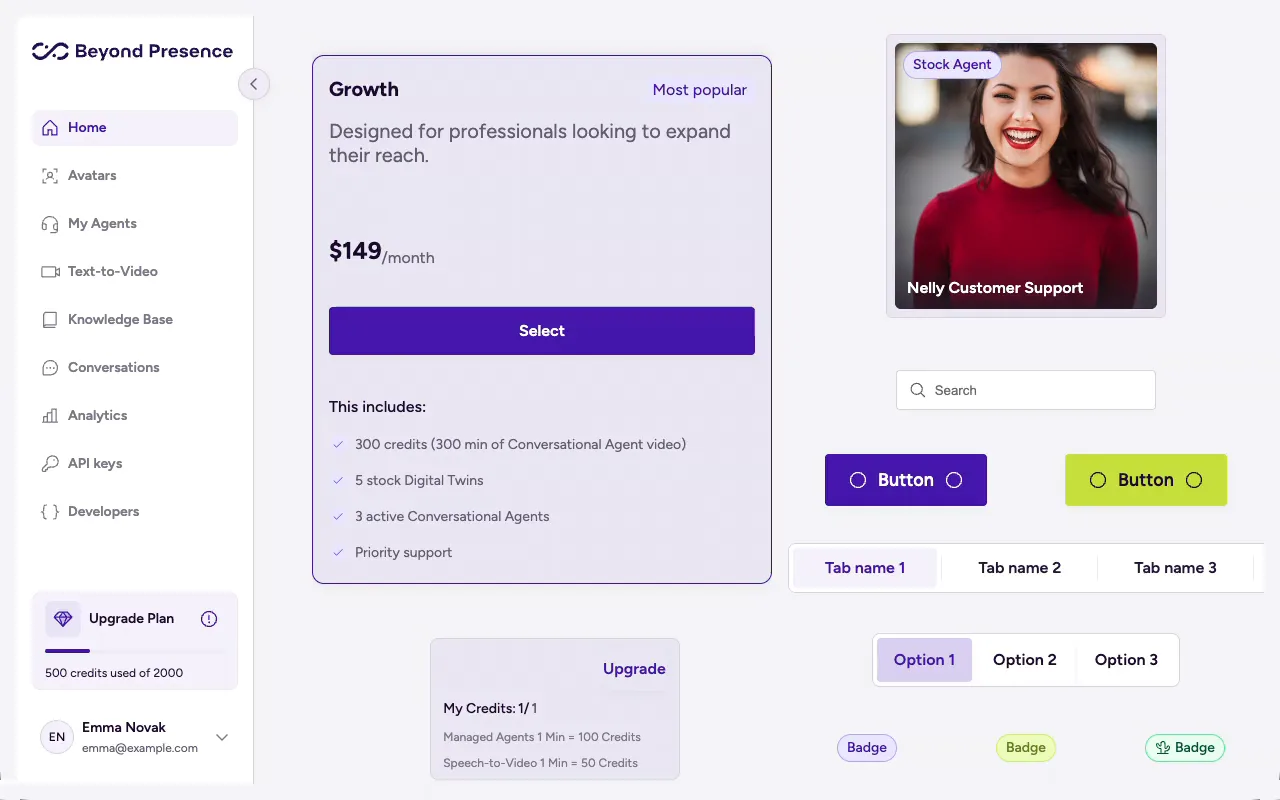 Beyond Presence
Home
Avatars
My Agents
Text-to-Video
Knowledge Base
Conversations
Analytics
API keys
Developers
Upgrade Plan
500 credits used of 2000
EN
Emma Novak
emma@example.com
Growth
Most popular
Designed for professionals looking to expand
their reach.
$149/month
Select
This includes:
300 credits (300 min of Conversational Agent video)
5 stock Digital Twins
3 active Conversational Agents
Priority support
Upgrade
My Credits: 1/ 1
Managed Agents 1 Min = 100 Credits
Speech-to-Video 1 Min = 50 Credits
Stock Agent
Nelly Customer Support
Search
Button
Button
Tab name 1
Tab name 2
Tab name 3
Option 1
Option 2
Option 3
Badge
Badge
Badge